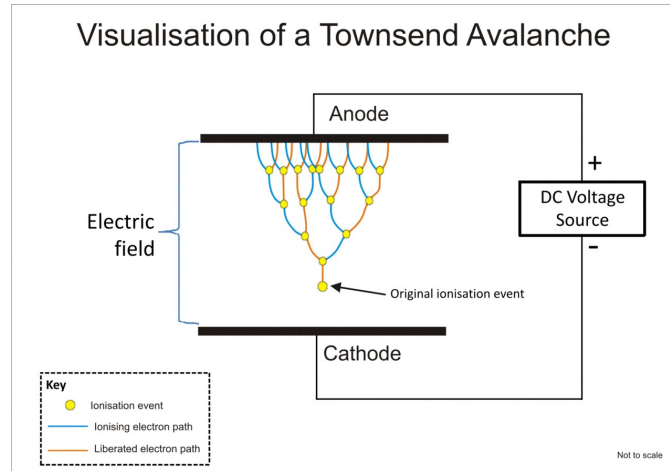 Visualisation of a Townsend Avalanche
Anode
+
DC Voltage
Source
–
Electric
field
Original ionisation event
Cathode
Key
Ionisation event
Ionising electron path
Liberated electron path
Not to scale